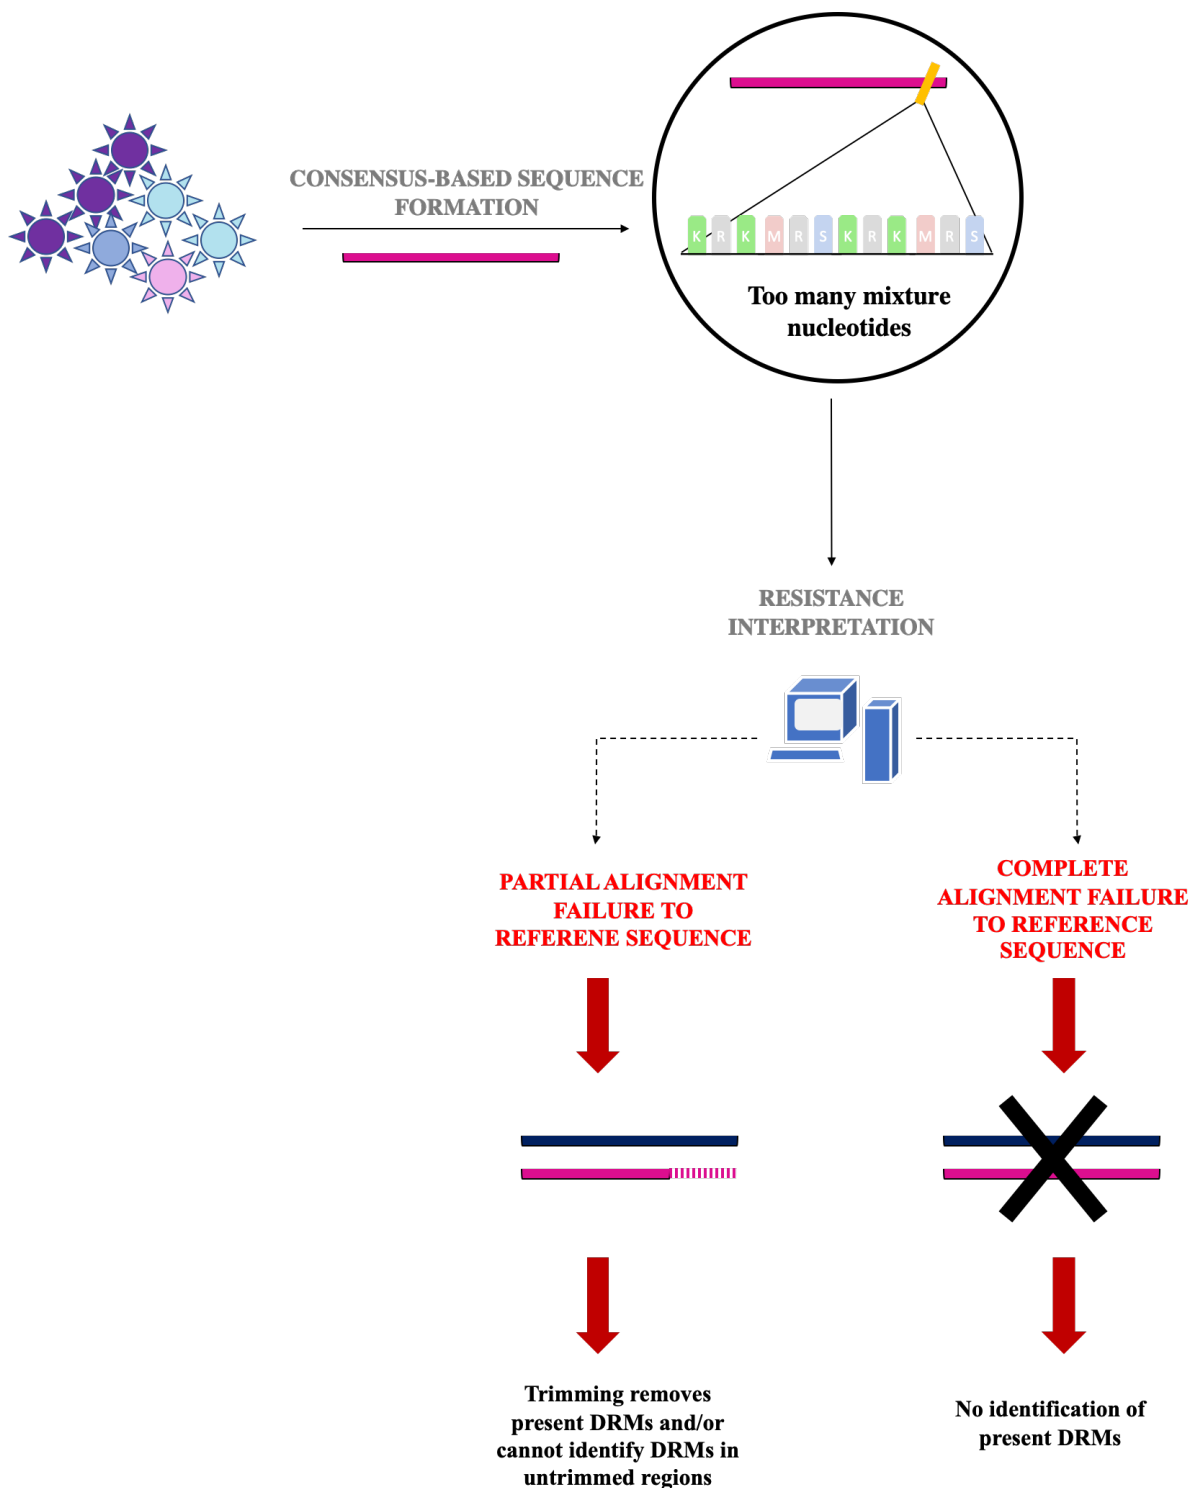 CONSENSUS-BASED SEQUENCE
FORMATION
K R K M R S K R K M R S
Too many mixture
nucleotides
RESISTANCE
INTERPRETATION
PARTIAL ALIGNMENT
FAILURE TO
REFERENE SEQUENCE
COMPLETE
ALIGNMENT FAILURE
TO REFERENCE
SEQUENCE
Trimming removes
present DRMs and/or
cannot identify DRMs in
untrimmed regions
No identification of
present DRMs